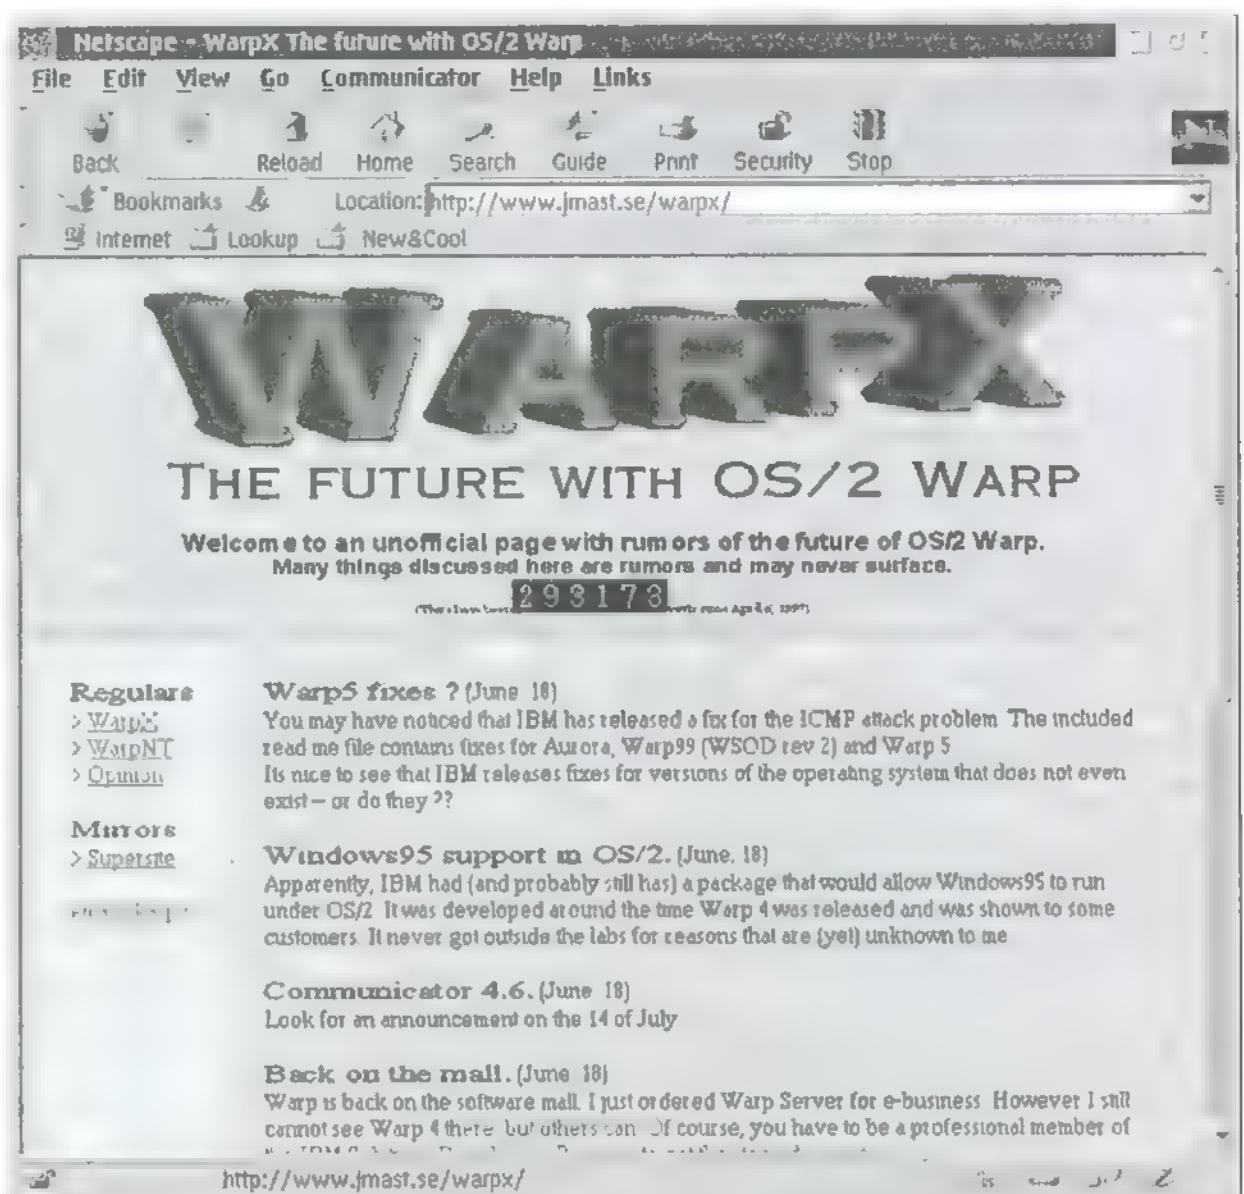 Netscape - WarpX The future with OS/2 Warp
File Edit View Go Communicator Help Links
Back Reload Home Search Guide Print Security Stop
Bookmarks Location: http://www.jmast.se/warpx/
Internet Lookup New&Cool
WARPX
THE FUTURE WITH OS/2 WARP
Welcome to an unofficial page with rumors of the future of OS/2 Warp.
Many things discussed here are rumors and may never surface.
293173
Regulars
> WarpX
> WarpNT
> Opinion
Mirrors
> Supersite
Warp5 fixes ? (June 18)
You may have noticed that IBM has released a fix for the ICMP attack problem The included
read me file contains fixes for Aurora, Warp99 (WSOD rev 2) and Warp 5
Its nice to see that IBM releases fixes for versions of the operating system that does not even
exist – or do they ??
Windows95 support in OS/2. (June, 18)
Apparently, IBM had (and probably still has) a package that would allow Windows95 to run
under OS/2 It was developed around the time Warp 4 was released and was shown to some
customers. It never got outside the labs for reasons that are (yet) unknown to me
Communicator 4.6. (June 18)
Look for an announcement on the 14 of July
Back on the mall. (June 18)
Warp is back on the software mall. I just ordered Warp Server for e-business However I still
cannot see Warp 4 there but others can Of course, you have to be a professional member of
http://www.jmast.se/warpx/